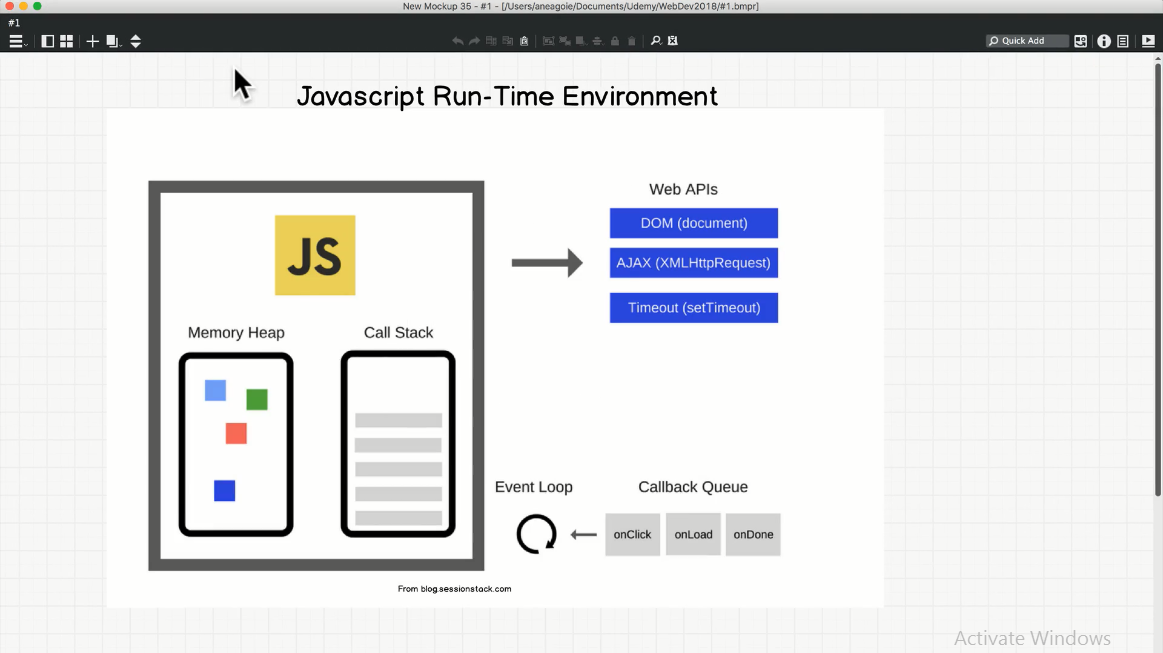 New Mockup 35 - #1 - [/Users/aneagoie/Documents/Udemy/WebDev2018/#1.bmpr]
#1
Quick Add
Javascript Run-Time Environment
Web APIs
DOM (document)
JS
AJAX (XMLHttpRequest)
Timeout (setTimeout)
Memory Heap
Call Stack
Event Loop
Callback Queue
onClick
onLoad
onDone
From blog.sessionstack.com
Activate Windows